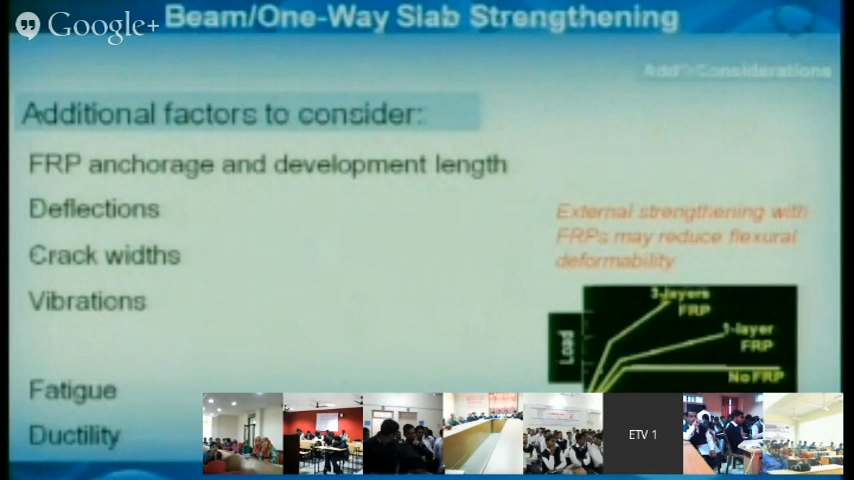 Google+
Beam/One-Way Slab Strengthening
Add'l Considerations
Additional factors to consider:
FRP anchorage and development length
Deflections
Crack widths
Vibrations
Fatigue
Ductility
External strengthening with
FRPs may reduce flexural
deformability
Load
3-layers
FRP
1-layer
FRP
No FRP
ETV 1